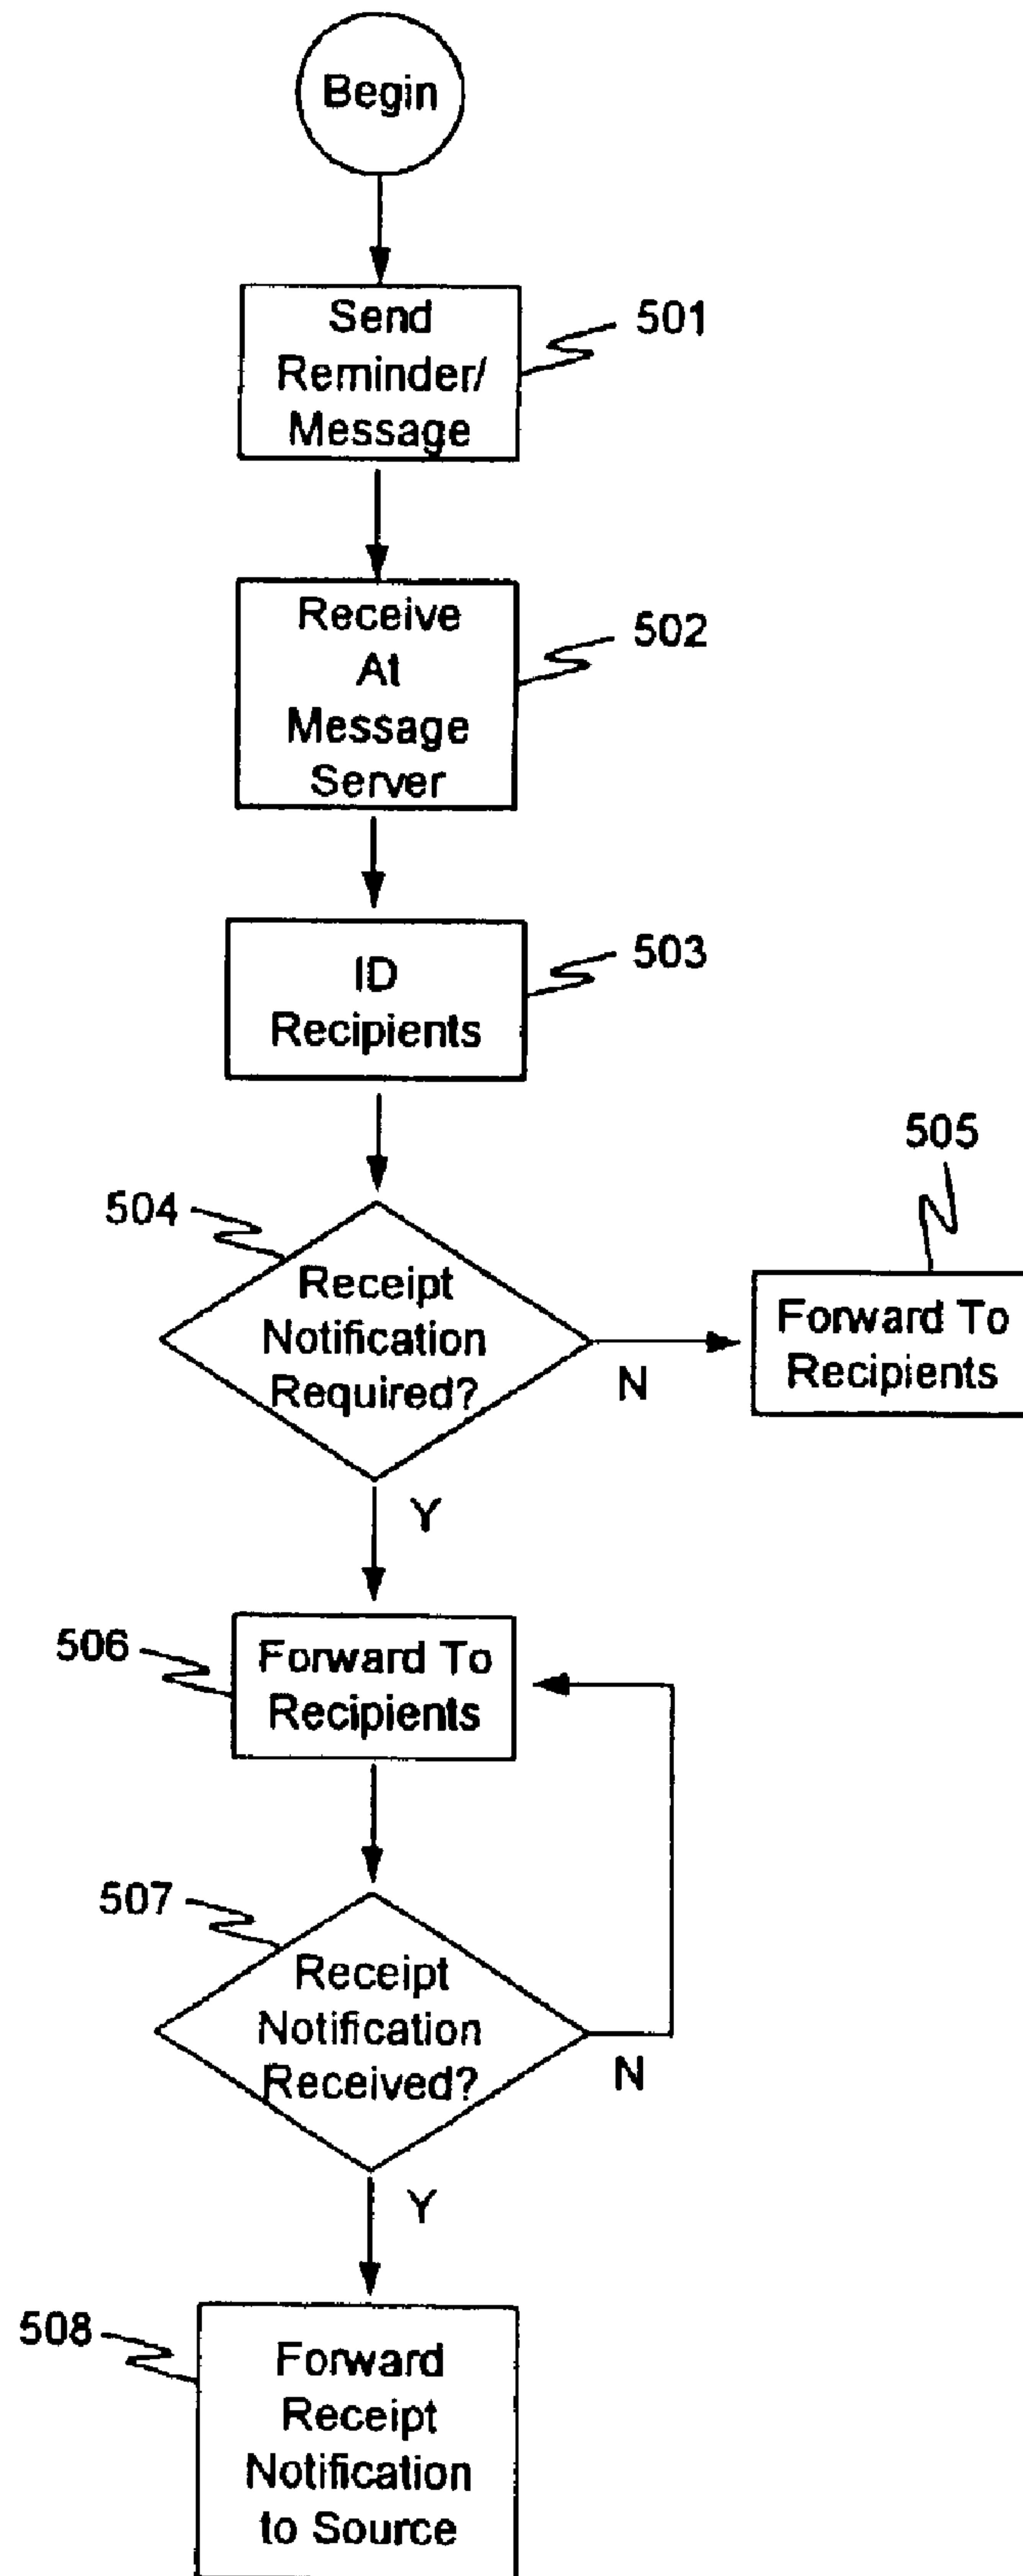 Begin
Send
Reminder/
Message
501
Receive
At
Message
Server
502
ID
Recipients
503
504
Receipt
Notification
Required?
N
505
Forward To
Recipients
Y
506
Forward To
Recipients
507
Receipt
Notification
Received?
N
Y
508
Forward
Receipt
Notification
to Source